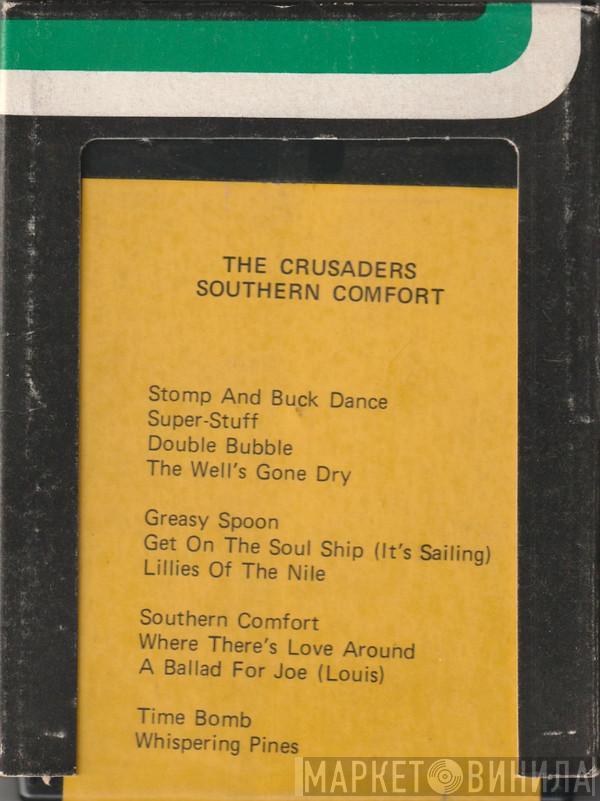 THE CRUSADERS
SOUTHERN COMFORT
Stomp And Buck Dance
Super-Stuff
Double Bubble
The Well's Gone Dry
Greasy Spoon
Get On The Soul Ship (It's Sailing)
Lillies Of The Nile
Southern Comfort
Where There's Love Around
A Ballad For Joe (Louis)
Time Bomb
Whispering Pines
МАРКЕТ ВИНИЛА